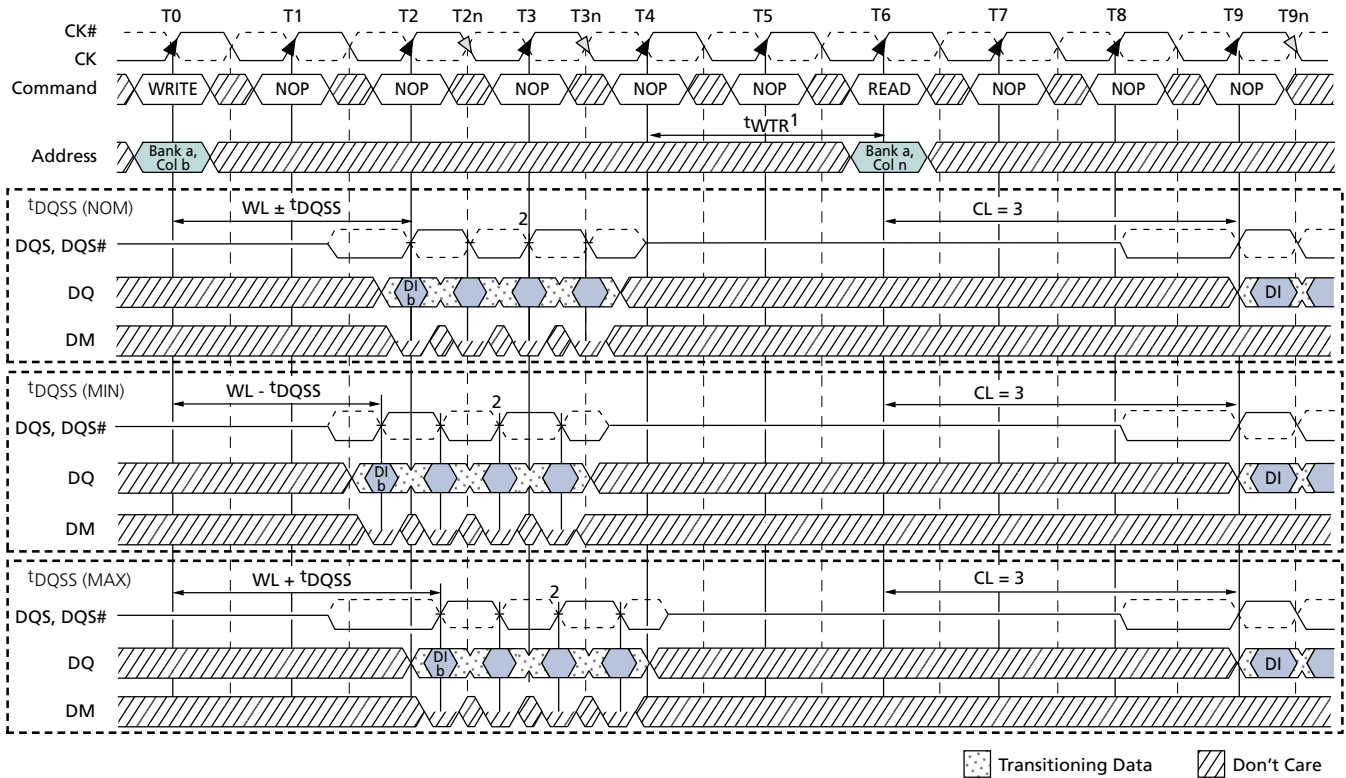 T0 T1 T2 T2n T3 T3n T4 T5 T6 T7 T8 T9 T9n
CK#
CK
Command WRITE NOP NOP NOP NOP NOP READ NOP NOP NOP
tWTR1
Address Bank a, Col b Bank a, Col n
tDQSS (NOM) WL ± tDQSS 2 CL = 3
DQS, DQS#
DQ DI b DI
DM
tDQSS (MIN) WL - tDQSS 2 CL = 3
DQS, DQS#
DQ DI b DI
DM
tDQSS (MAX) WL + tDQSS 2 CL = 3
DQS, DQS#
DQ DI b DI
DM
Transitioning Data Don't Care